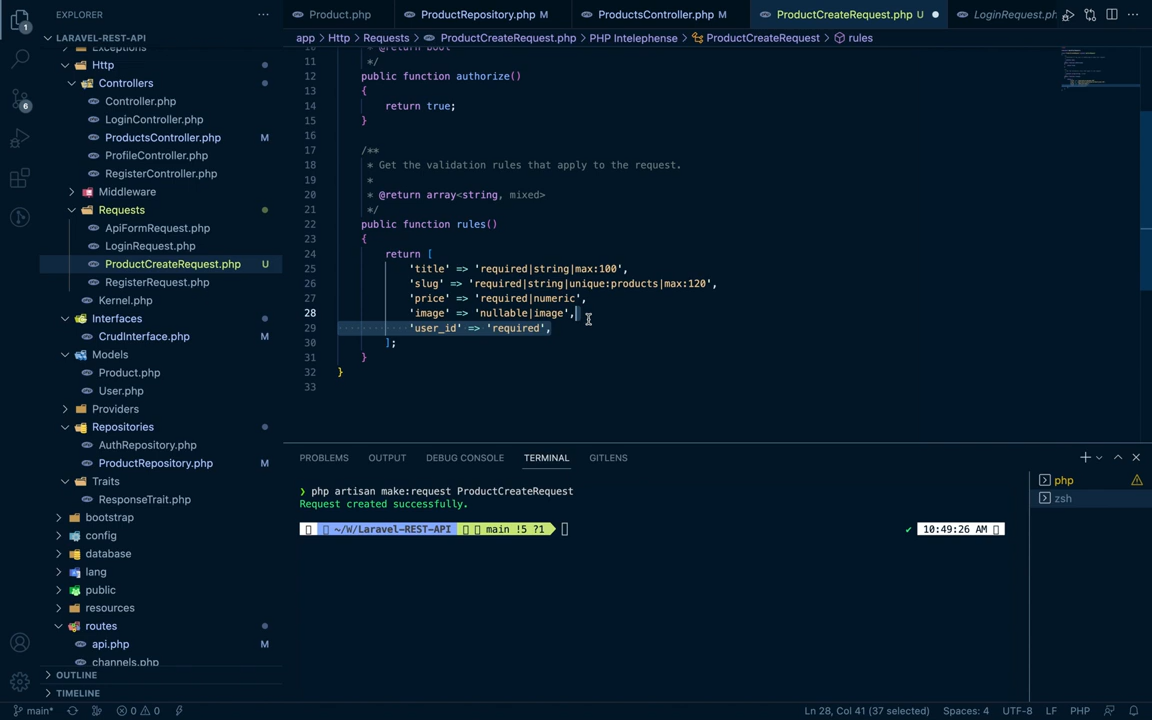 EXPLORER
Product.php
ProductRepository.php M
ProductsController.php M
ProductCreateRequest.php U
LoginRequest.ph
LARAVEL-REST-API
app > Http > Requests > ProductCreateRequest.php > PHP Intelephense > ProductCreateRequest > rules
Exceptions
Http
Controllers
Controller.php
LoginController.php
ProductsController.php M
ProfileController.php
RegisterController.php
Middleware
Requests
ApiFormRequest.php
LoginRequest.php
ProductCreateRequest.php U
RegisterRequest.php
Kernel.php
Interfaces
CrudInterface.php M
Models
Product.php
User.php
Providers
Repositories
AuthRepository.php
ProductRepository.php M
Traits
ResponseTrait.php
bootstrap
config
database
lang
public
resources
routes
api.php M
channels.php
OUTLINE
TIMELINE
1
6
10 * @return bool
11 */
12 public function authorize()
13 {
14 return true;
15 }
16
17 /**
18 * Get the validation rules that apply to the request.
19 *
20 * @return array<string, mixed>
21 */
22 public function rules()
23 {
24 return [
25 'title' => 'required|string|max:100',
26 'slug' => 'required|string|unique:products|max:120',
27 'price' => 'required|numeric',
28 'image' => 'nullable|image',
29 'user_id' => 'required',
30 ];
31 }
32 }
33
PROBLEMS OUTPUT DEBUG CONSOLE TERMINAL GITLENS
❯ php artisan make:request ProductCreateRequest
Request created successfully.
~/W/Laravel-REST-API main !5 ?1
✔ 10:49:26 AM
php
zsh
main* 0 0
Ln 28, Col 41 (37 selected) Spaces: 4 UTF-8 LF PHP